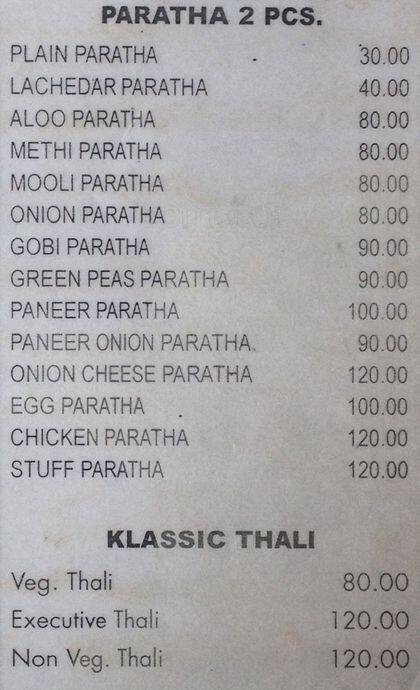 PARATHA 2 PCS.
PLAIN PARATHA 30.00
LACHEDAR PARATHA 40.00
ALOO PARATHA 80.00
METHI PARATHA 80.00
MOOLI PARATHA 80.00
ONION PARATHA 80.00
GOBI PARATHA 90.00
GREEN PEAS PARATHA 90.00
PANEER PARATHA 100.00
PANEER ONION PARATHA. 90.00
ONION CHEESE PARATHA 120.00
EGG PARATHA 100.00
CHICKEN PARATHA 120.00
STUFF PARATHA 120.00
KLASSIC THALI
Veg. Thali 80.00
Executive Thali 120.00
Non Veg. Thali 120.00